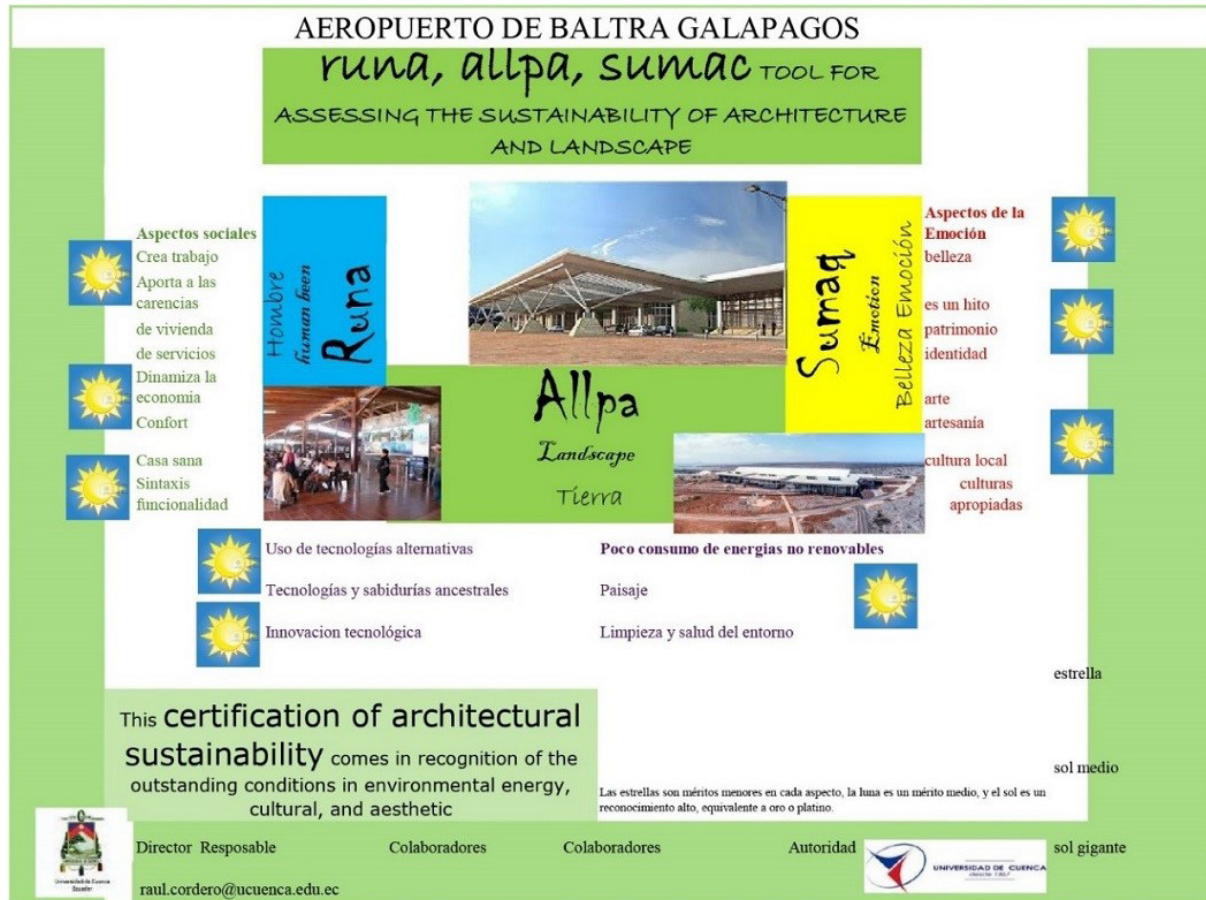 AEROPUERTO DE BALTRA GALAPAGOS
runa, allpa, sumac TOOL FOR
ASSESSING THE SUSTAINABILITY OF ARCHITECTURE
AND LANDSCAPE
Aspectos sociales
Crea trabajo
Aporta a las
carencias
de vivienda
de servicios
Dinamiza la
economia
Confort
Casa sana
Sintaxis
funcionalidad
Hombre
human been
Runa
Allpa
Landscape
Tierra
Sumaq
Emotion
Belleza Emoción
Aspectos de la
Emoción
belleza
es un hito
patrimonio
identidad
arte
artesanía
cultura local
culturas
apropiadas
Uso de tecnologías alternativas
Tecnologías y sabidurías ancestrales
Innovacion tecnológica
Poco consumo de energias no renovables
Paisaje
Limpieza y salud del entorno
estrella
This certification of architectural
sustainability comes in recognition of the
outstanding conditions in environmental energy,
cultural, and aesthetic
sol medio
Las estrellas son méritos menores en cada aspecto, la luna es un mérito medio, y el sol es un
reconocimiento alto, equivalente a oro o platino.
Universidad de Cuenca
Ecuador
Director Resposable
Colaboradores
Colaboradores
Autoridad
UNIVERSIDAD DE CUENCA
desde 1867
sol gigante
raul.cordero@ucuenca.edu.ec